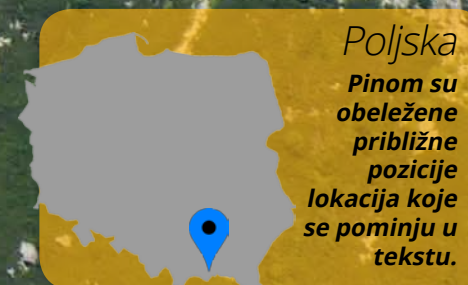 Poljska
Pinom su
obeležene
približne
pozicije
lokacija koje
se pominju u
tekstu.